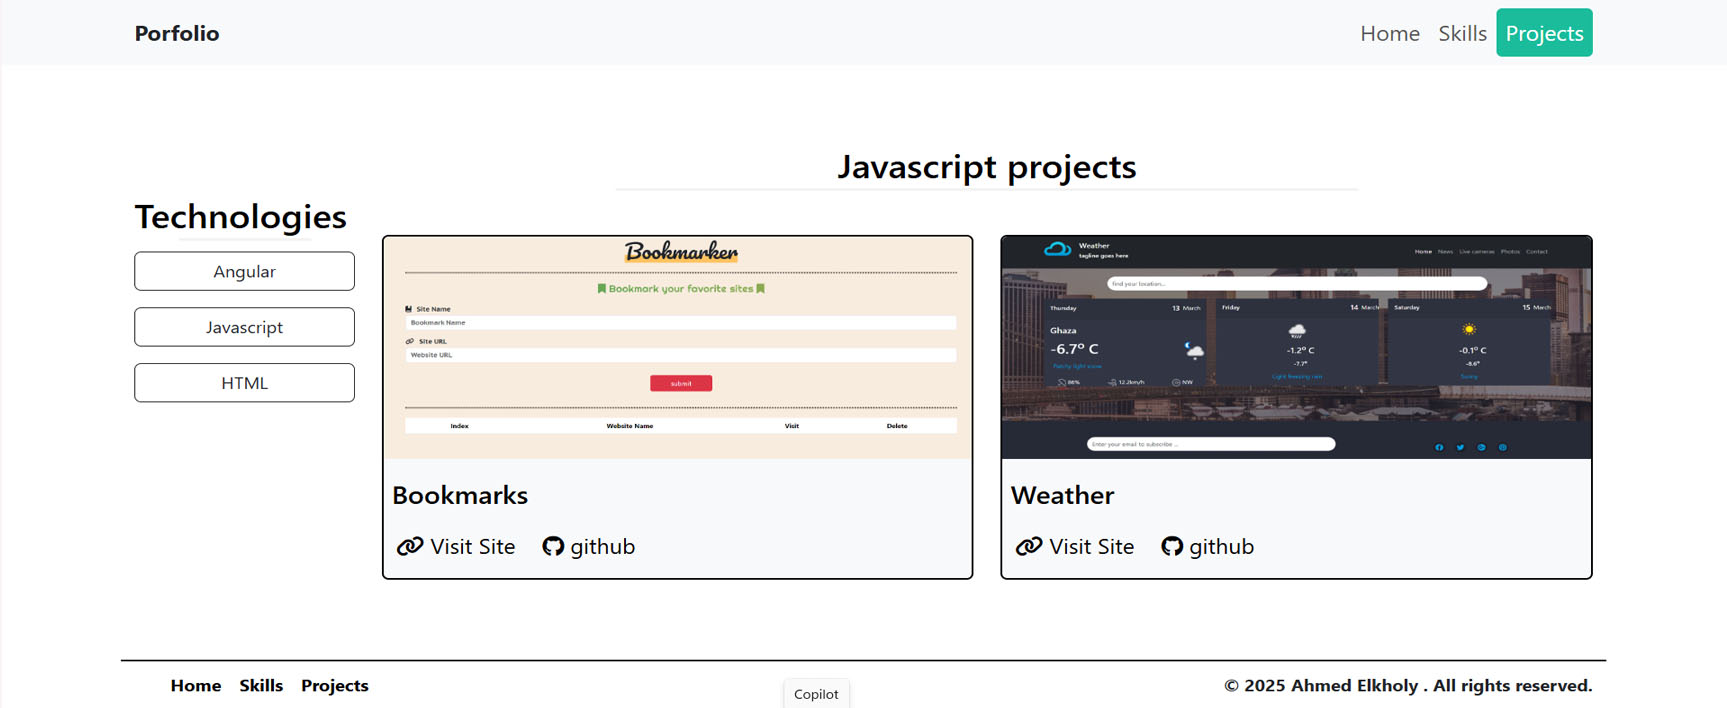 Porfolio
Home Skills Projects
Javascript projects
Technologies
Angular
Javascript
HTML
Bookmarker
Bookmark your favorite sites
Site Name
Bookmark Name
Site URL
Website URL
submit
Index Website Name Visit Delete
Bookmarks
Visit Site github
Weather
tagline goes here
Home News Live cameras Photos Contact
find your location...
Thursday 13 March
Ghaza
-6.7° C
Patchy light snow
86% 12.2km/h NW
Friday 14 March
-1.2° C
-7.7°
Light freezing rain
Saturday 15 March
-0.1° C
-8.6°
Sunny
Enter your email to subscribe ...
Weather
Visit Site github
Home Skills Projects
Copilot
© 2025 Ahmed Elkholy . All rights reserved.